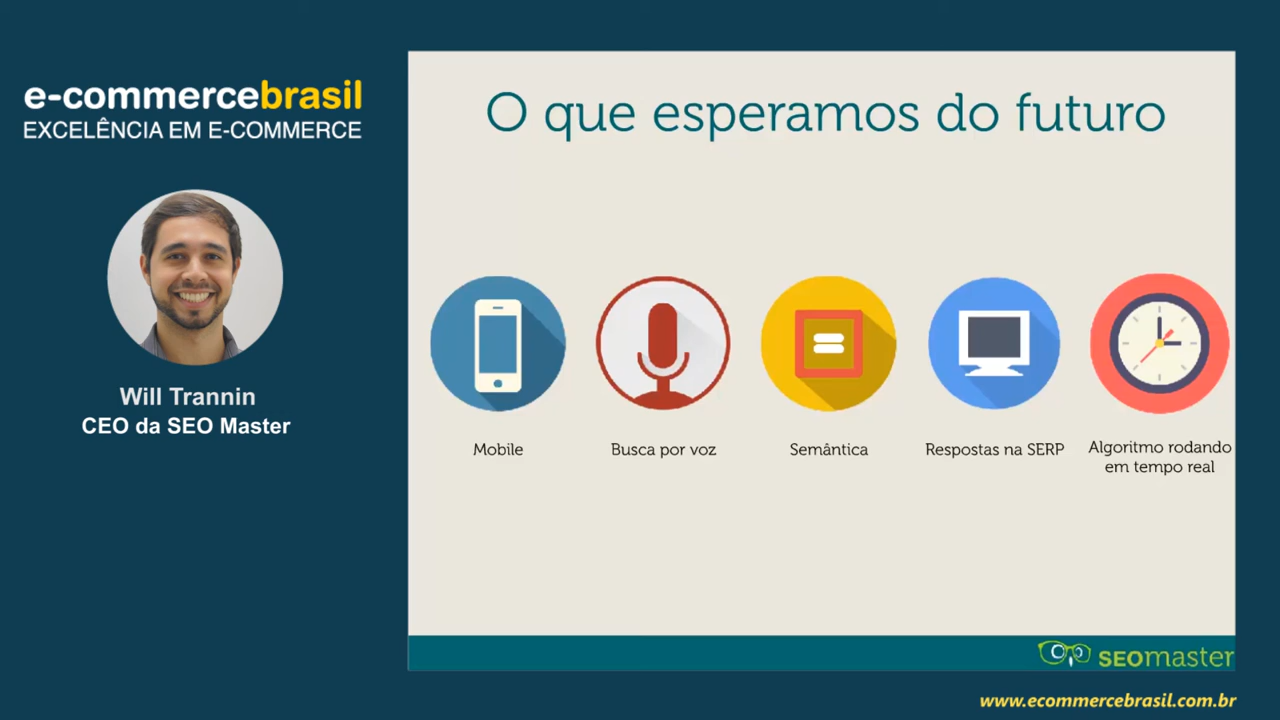 e-commercebrasil
EXCELÊNCIA EM E-COMMERCE
Will Trannin
CEO da SEO Master
O que esperamos do futuro
Mobile
Busca por voz
Semântica
Respostas na SERP
Algoritmo rodando
em tempo real
SEOmaster
www.ecommercebrasil.com.br